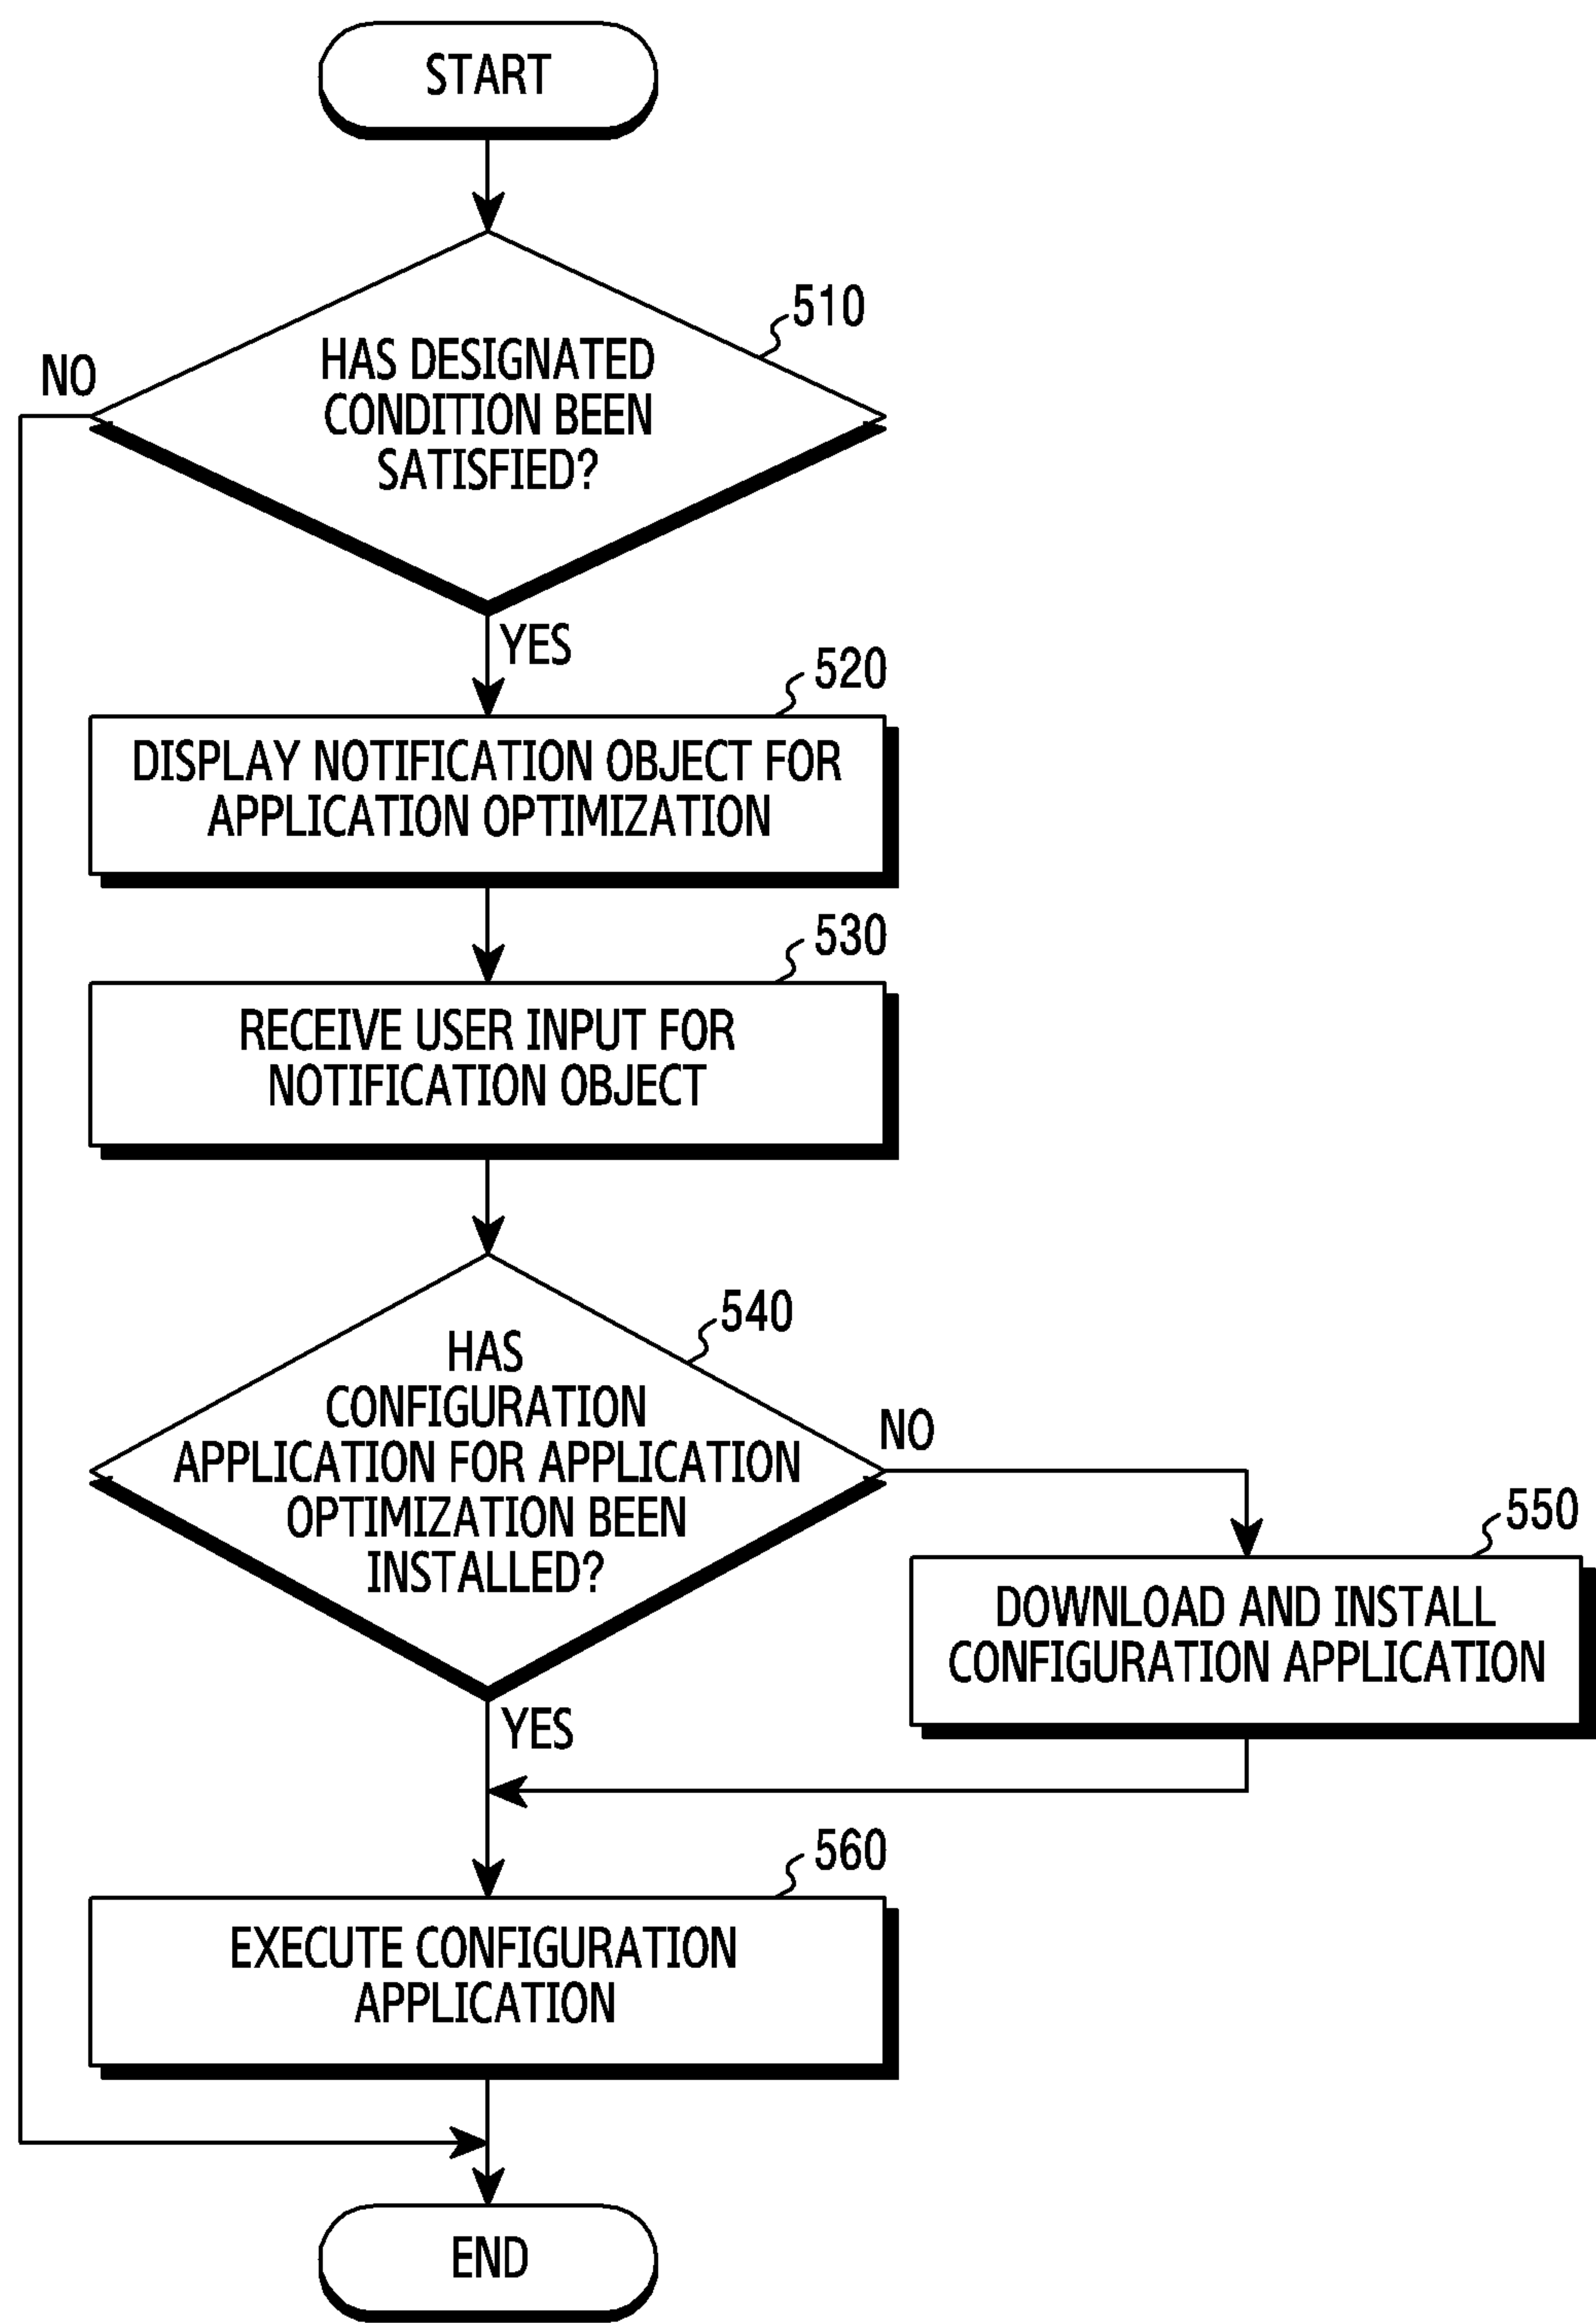 START
510
HAS DESIGNATED
CONDITION BEEN
SATISFIED?
NO
YES
520
DISPLAY NOTIFICATION OBJECT FOR
APPLICATION OPTIMIZATION
530
RECEIVE USER INPUT FOR
NOTIFICATION OBJECT
540
HAS
CONFIGURATION
APPLICATION FOR APPLICATION
OPTIMIZATION BEEN
INSTALLED?
NO
550
DOWNLOAD AND INSTALL
CONFIGURATION APPLICATION
YES
560
EXECUTE CONFIGURATION
APPLICATION
END